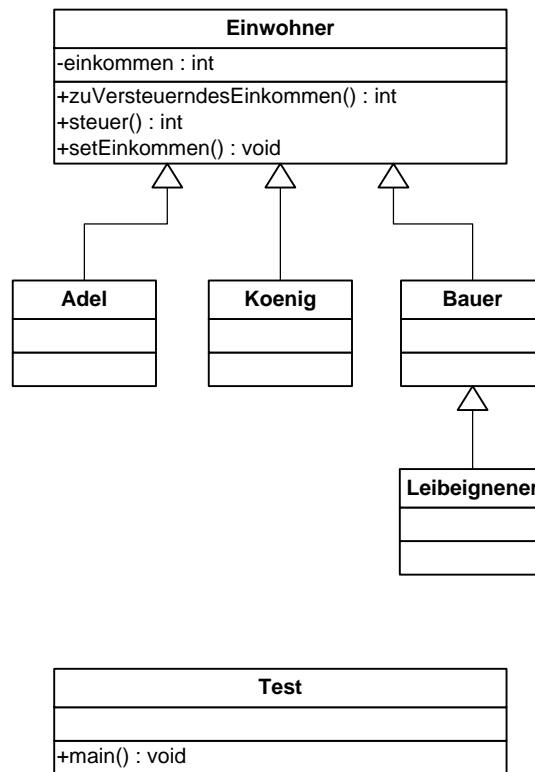 Einwohner
-einkommen : int
+zuVersteuerndesEinkommen() : int
+steuer() : int
+setEinkommen() : void
Adel
Koenig
Bauer
Leibeignener
Test
+main() : void